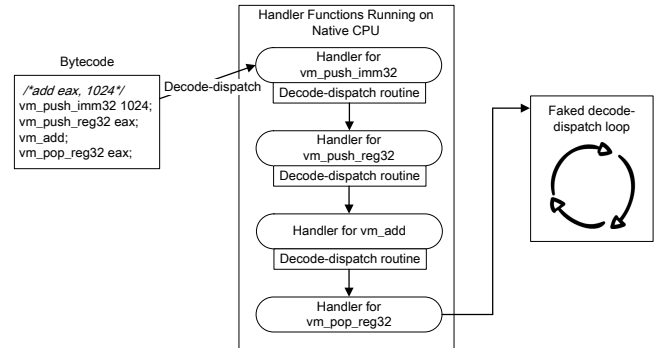 Handler Functions Running on
Native CPU
Bytecode
/*add eax, 1024*/
vm_push_imm32 1024;
vm_push_reg32 eax;
vm_add;
vm_pop_reg32 eax;
Decode-dispatch
Handler for
vm_push_imm32
Decode-dispatch routine
Handler for
vm_push_reg32
Decode-dispatch routine
Handler for vm_add
Decode-dispatch routine
Handler for
vm_pop_reg32
Faked decode-
dispatch loop